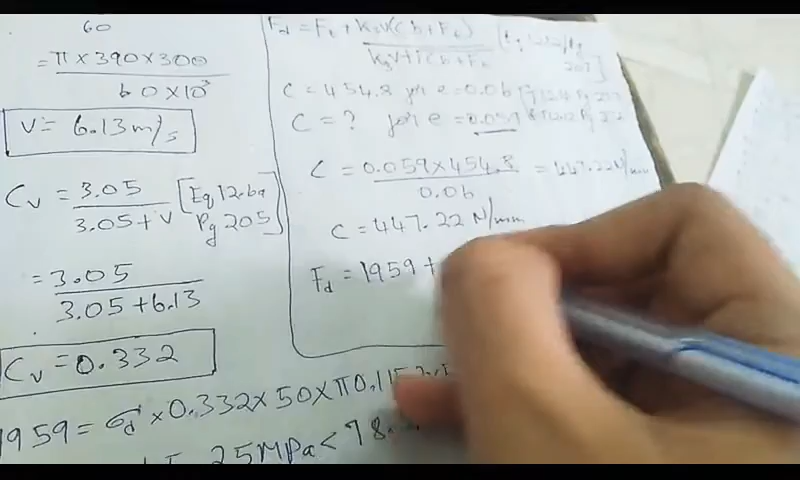 60
= π × 390 × 300
60 × 10³
V = 6.13 m/s
Cv = 3.05 [Eq 12.6a
3.05 + V Pg 205]
= 3.05
3.05 + 6.13
Cv = 0.332
1959 = σd × 0.332 × 50 × π 0.115
25 MPa < 78.
Fd = Ft + k3V(Cb+Ft)
k3V+√Cb+Ft
C = 454.8 for e = 0.06
C = ? for e = 0.059
C = 0.059 × 454.8 = 447.22 N/mm
0.06
C = 447.22 N/mm
Fd = 1959 +